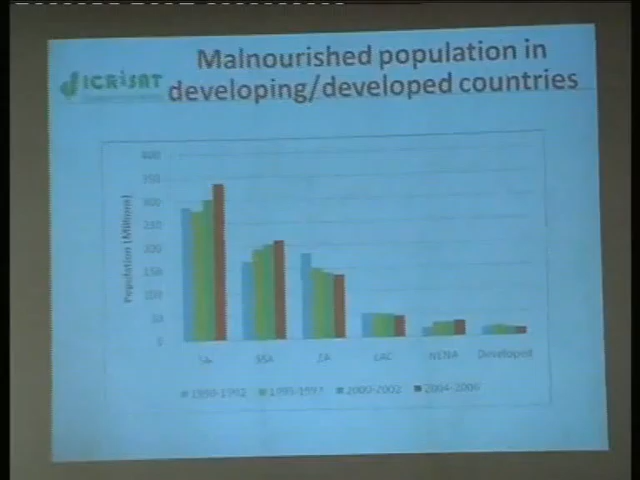 ICRISAT
Malnourished population in
developing/developed countries
Population (Millions)
400
350
300
250
200
150
100
50
0
SA
SSA
EA
LAC
NENA
Developed
1990-1992
1995-1997
2000-2002
2004-2006